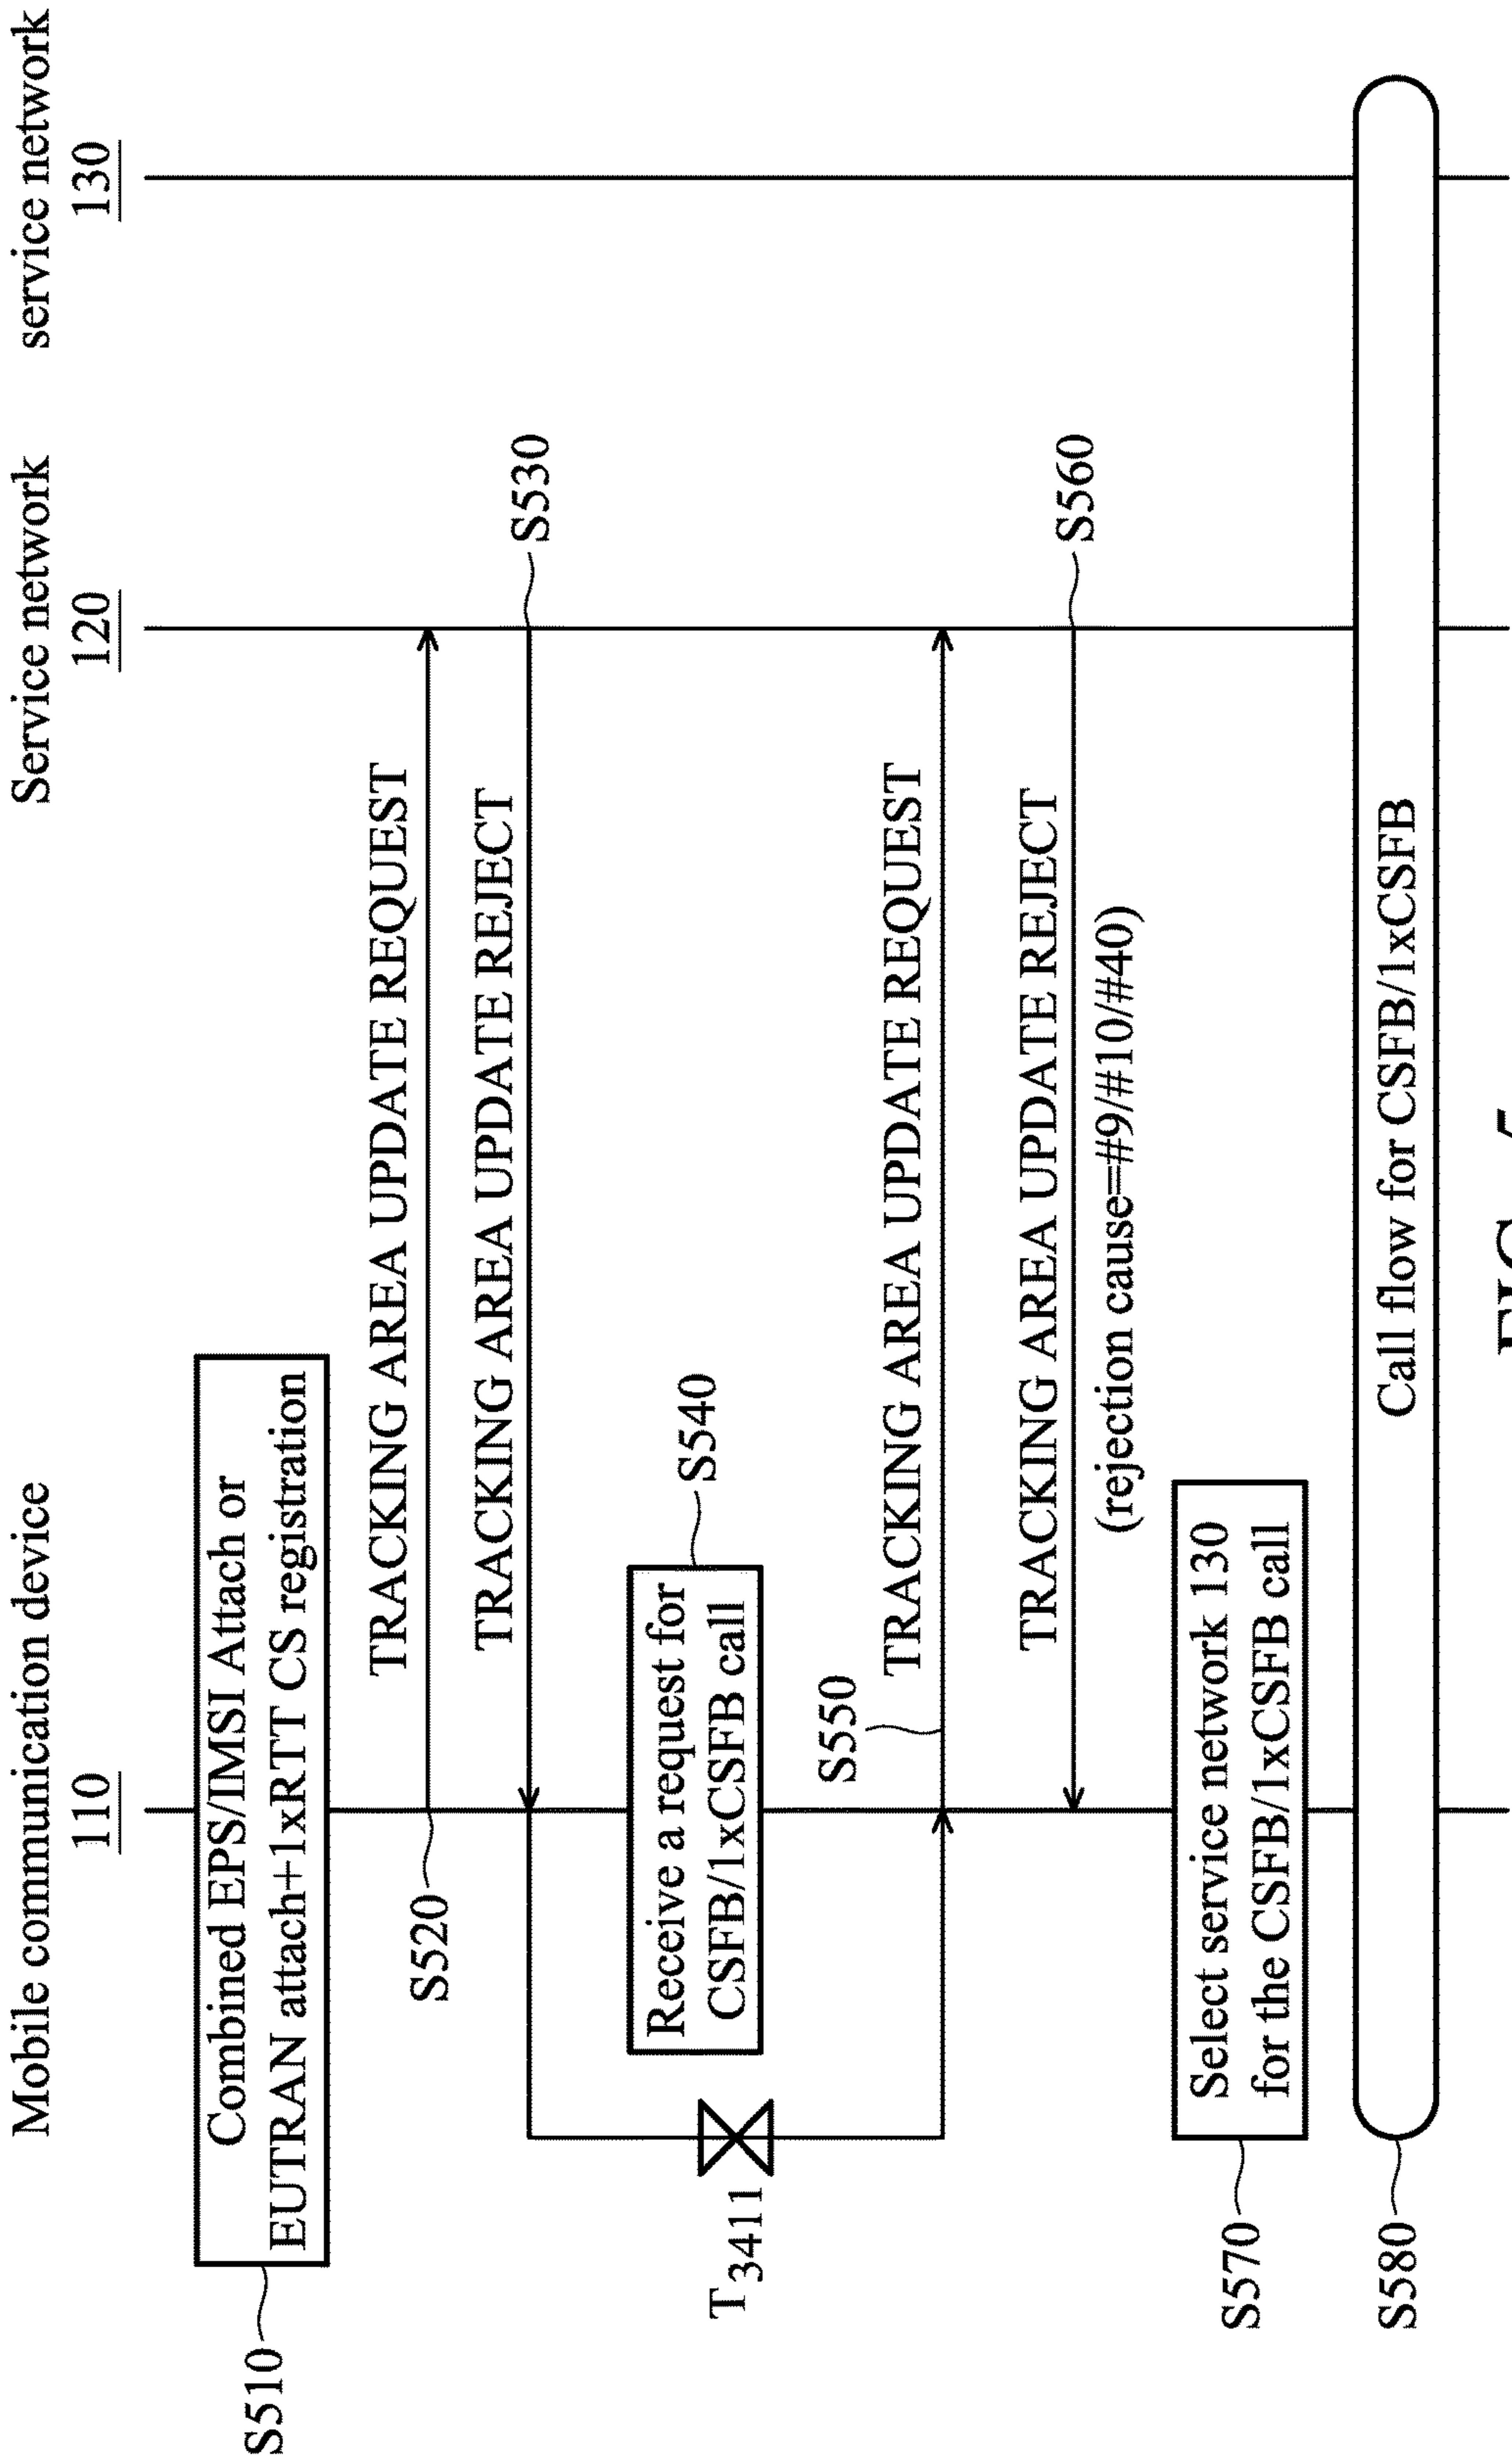 Mobile communication device
110
Service network
120
service network
130
S510
Combined EPS/IMSI Attach or
EUTRAN attach+1xRTT CS registration
TRACKING AREA UPDATE REQUEST
S520
TRACKING AREA UPDATE REJECT
S530
Receive a request for
CSFB/1xCSFB call
S540
T3411
S550
TRACKING AREA UPDATE REQUEST
TRACKING AREA UPDATE REJECT
(rejection cause=#9/#10/#40)
S560
Select service network 130
for the CSFB/1xCSFB call
S570
Call flow for CSFB/1xCSFB
S580